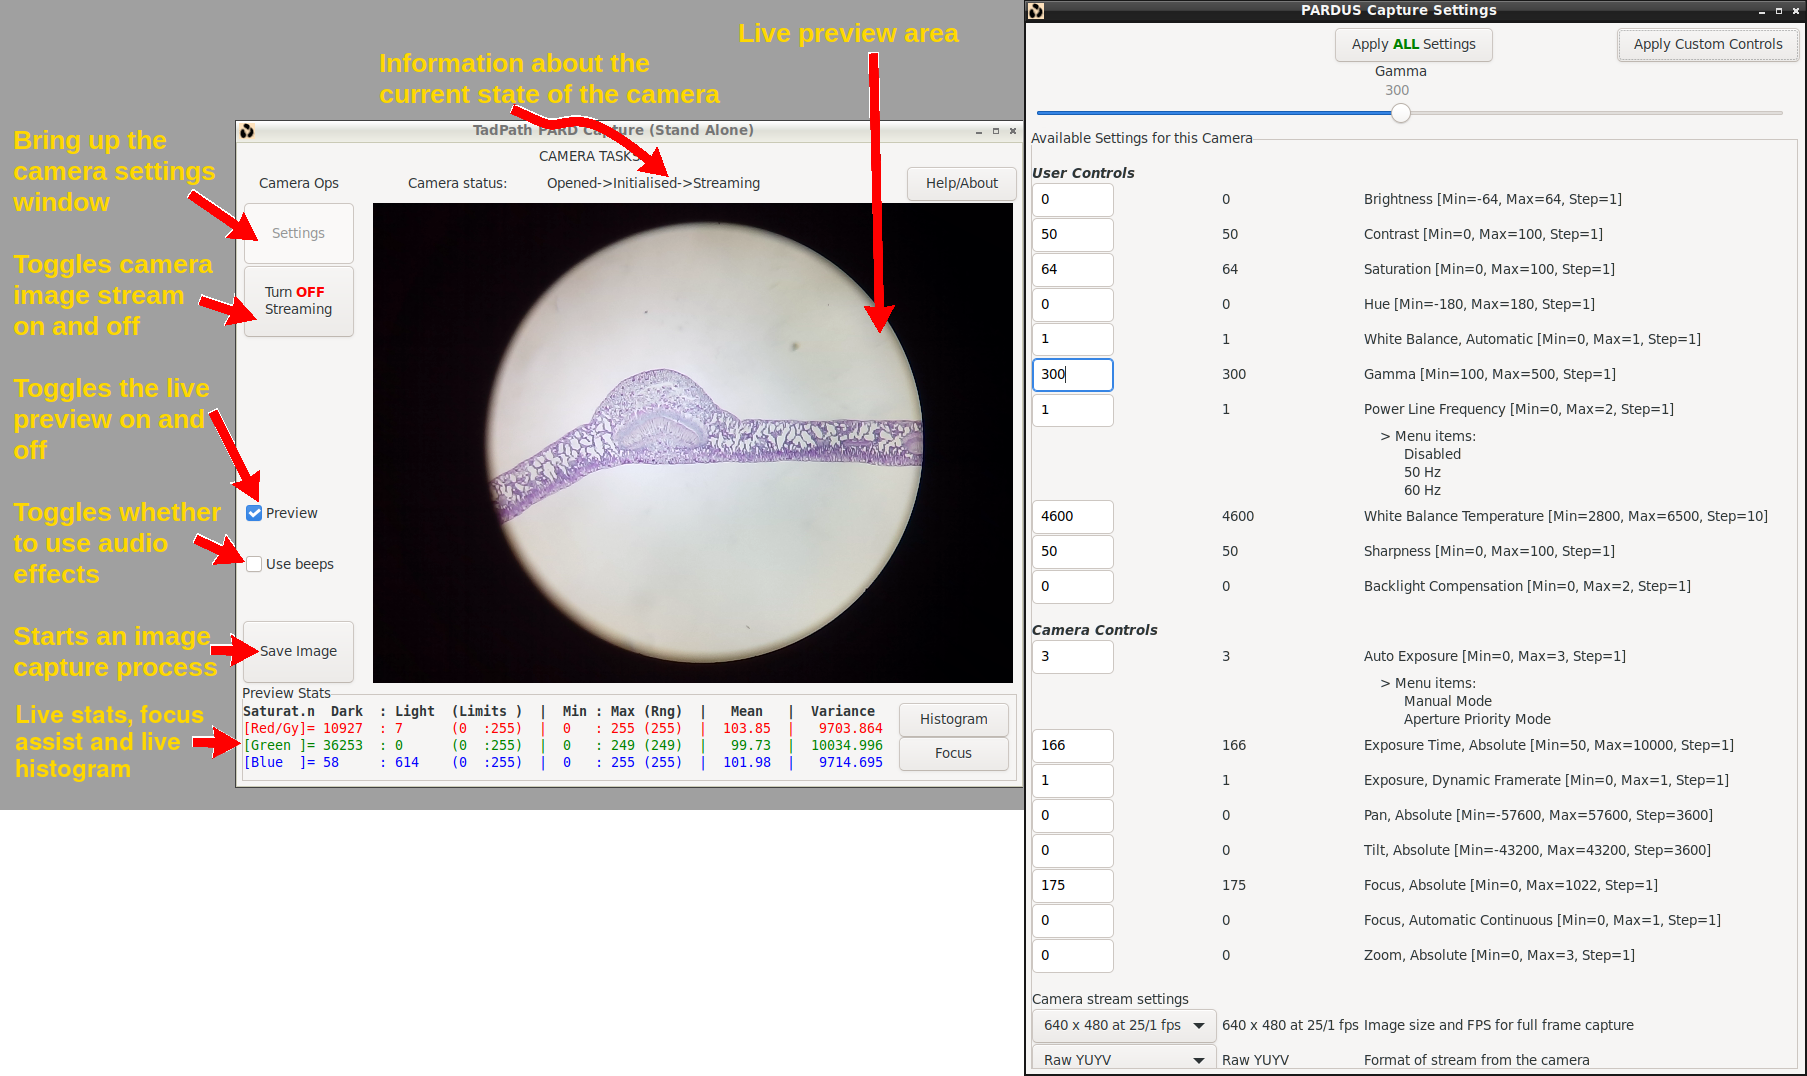 Live preview area
Information about the
current state of the camera
Bring up the
camera settings
window
Toggles camera
image stream
on and off
Toggles the live
preview on and
off
Toggles whether
to use audio
effects
Starts an image
capture process
Live stats, focus
assist and live
histogram
TadPath PARD Capture (Stand Alone)
CAMERA TASKS
Camera Ops
Camera status:
Opened->Initialised->Streaming
Help/About
Settings
Turn OFF
Streaming
Preview
Use beeps
Save Image
Preview Stats
Saturat.n Dark : Light (Limits ) | Min : Max (Rng) | Mean | Variance
[Red/Gy]= 10927 : 7 (0 :255) | 0 : 255 (255) | 103.85 | 9703.864
[Green ]= 36253 : 0 (0 :255) | 0 : 249 (249) | 99.73 | 10034.996
[Blue ]= 58 : 614 (0 :255) | 0 : 255 (255) | 101.98 | 9714.695
Histogram
Focus
PARDUS Capture Settings
Apply ALL Settings
Apply Custom Controls
Gamma
300
Available Settings for this Camera
User Controls
0 0 Brightness [Min=-64, Max=64, Step=1]
50 50 Contrast [Min=0, Max=100, Step=1]
64 64 Saturation [Min=0, Max=100, Step=1]
0 0 Hue [Min=-180, Max=180, Step=1]
1 1 White Balance, Automatic [Min=0, Max=1, Step=1]
300 300 Gamma [Min=100, Max=500, Step=1]
1 1 Power Line Frequency [Min=0, Max=2, Step=1]
> Menu items:
Disabled
50 Hz
60 Hz
4600 4600 White Balance Temperature [Min=2800, Max=6500, Step=10]
50 50 Sharpness [Min=0, Max=100, Step=1]
0 0 Backlight Compensation [Min=0, Max=2, Step=1]
Camera Controls
3 3 Auto Exposure [Min=0, Max=3, Step=1]
> Menu items:
Manual Mode
Aperture Priority Mode
166 166 Exposure Time, Absolute [Min=50, Max=10000, Step=1]
1 1 Exposure, Dynamic Framerate [Min=0, Max=1, Step=1]
0 0 Pan, Absolute [Min=-57600, Max=57600, Step=3600]
0 0 Tilt, Absolute [Min=-43200, Max=43200, Step=3600]
175 175 Focus, Absolute [Min=0, Max=1022, Step=1]
0 0 Focus, Automatic Continuous [Min=0, Max=1, Step=1]
0 0 Zoom, Absolute [Min=0, Max=3, Step=1]
Camera stream settings
640 x 480 at 25/1 fps 640 x 480 at 25/1 fps Image size and FPS for full frame capture
Raw YUYV Raw YUYV Format of stream from the camera